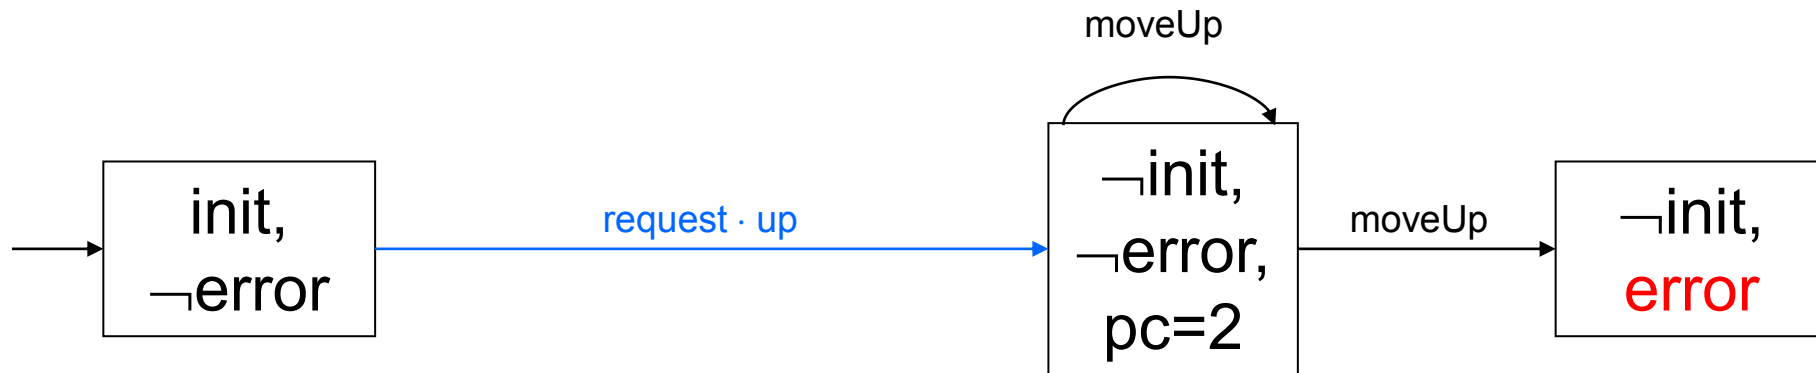 moveUp
init,
¬error
request · up
¬init,
¬error,
pc=2
moveUp
¬init,
error